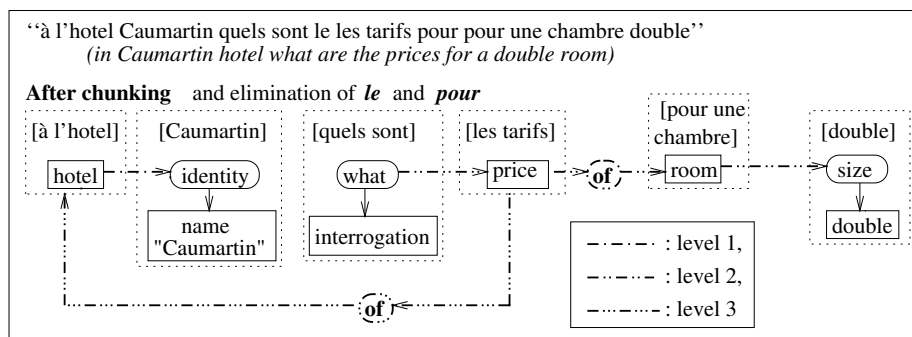 ‘‘à l’hotel Caumartin quels sont le les tarifs pour pour une chambre double’’
(in Caumartin hotel what are the prices for a double room)
After chunking and elimination of le and pour
[à l’hotel] [Caumartin] [quels sont] [les tarifs] [pour une
chambre] [double]
hotel identity what price of room size
name
"Caumartin" interrogation double
of
: level 1,
: level 2,
: level 3